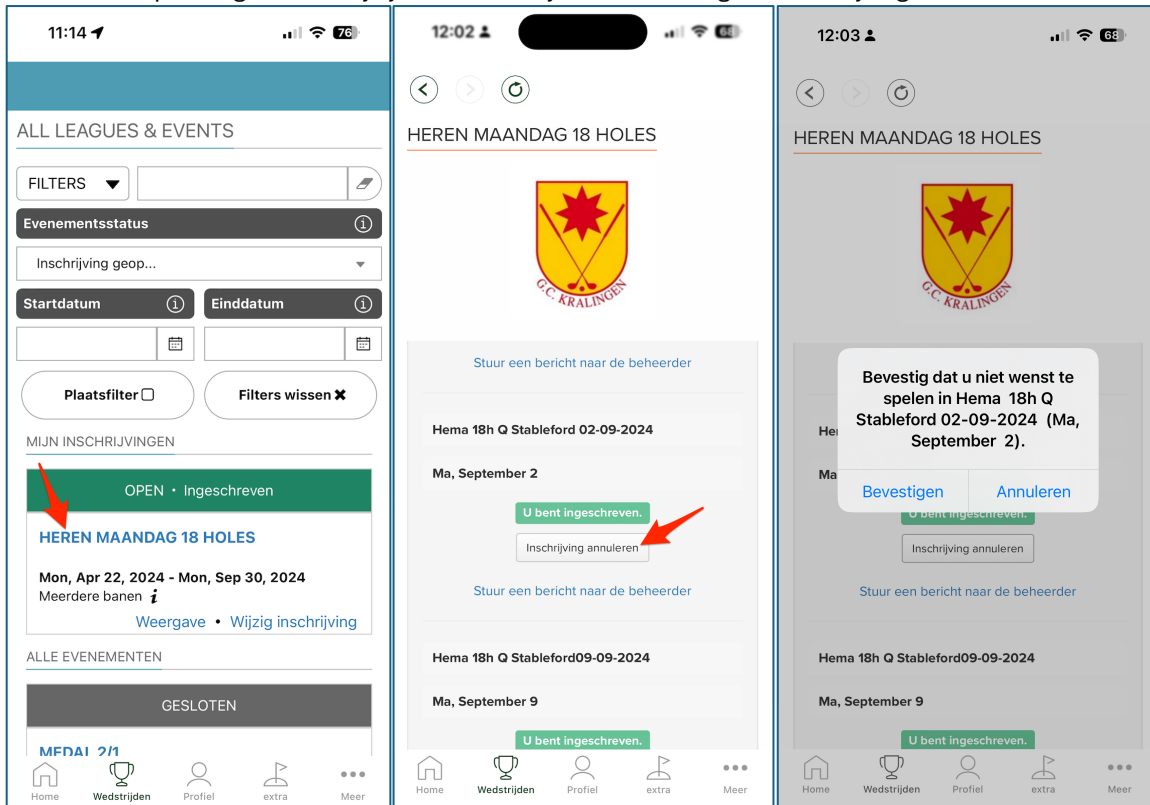 11:14
76
ALL LEAGUES & EVENTS
FILTERS
Evenementsstatus
Inschrijving geop...
Startdatum
Einddatum
Plaatsfilter
Filters wissen
MIJN INSCHRIJVINGEN
OPEN • Ingeschreven
HEREN MAANDAG 18 HOLES
Mon, Apr 22, 2024 - Mon, Sep 30, 2024
Meerdere banen i
Weergave • Wijzig inschrijving
ALLE EVENEMENTEN
GESLOTEN
MEDAL 2/1
Home Wedstrijden Profiel extra Meer
12:02
68
HEREN MAANDAG 18 HOLES
G.C. KRALINGEN
Stuur een bericht naar de beheerder
Hema 18h Q Stableford 02-09-2024
Ma, September 2
U bent ingeschreven.
Inschrijving annuleren
Stuur een bericht naar de beheerder
Hema 18h Q Stableford09-09-2024
Ma, September 9
U bent ingeschreven.
Home Wedstrijden Profiel extra Meer
12:03
68
HEREN MAANDAG 18 HOLES
G.C. KRALINGEN
Bevestig dat u niet wenst te
spelen in Hema 18h Q
Stableford 02-09-2024 (Ma,
September 2).
Bevestigen Annuleren
He
Ma
U bent ingeschreven.
Inschrijving annuleren
Stuur een bericht naar de beheerder
Hema 18h Q Stableford09-09-2024
Ma, September 9
U bent ingeschreven.
Home Wedstrijden Profiel extra Meer